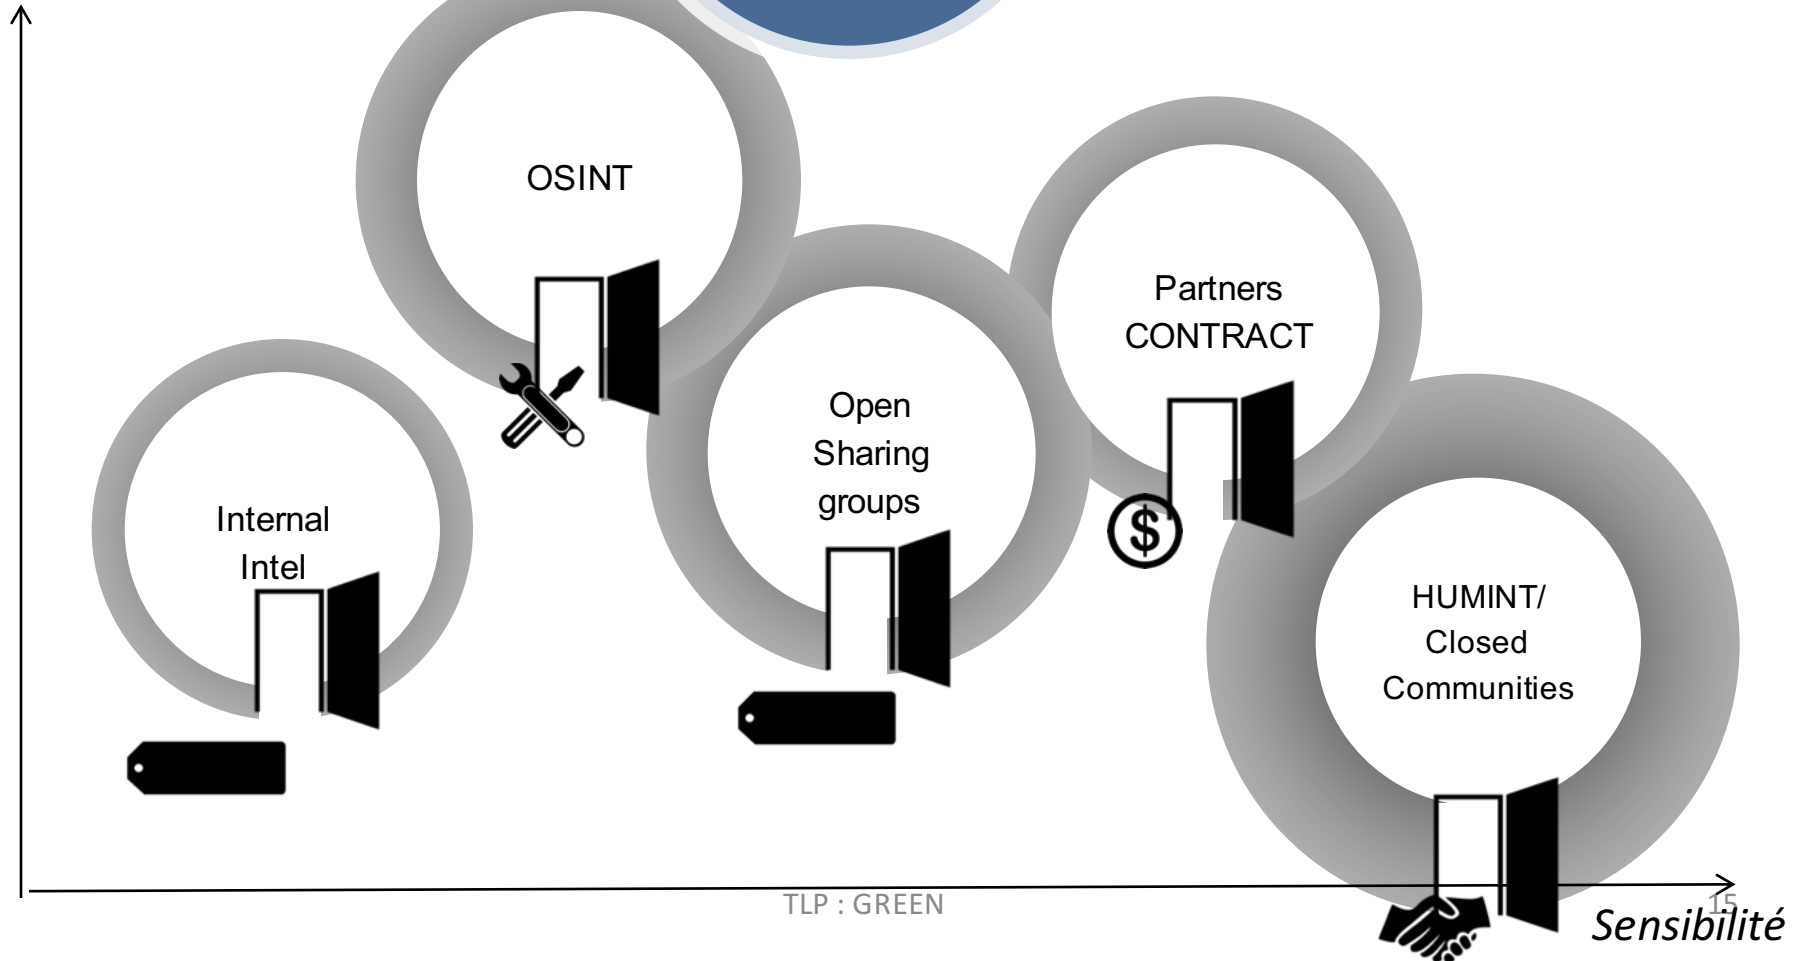 OSINT
Partners
CONTRACT
Open
Sharing
groups
Internal
Intel
$
HUMINT/
Closed
Communities
TLP : GREEN
15
Sensibilité